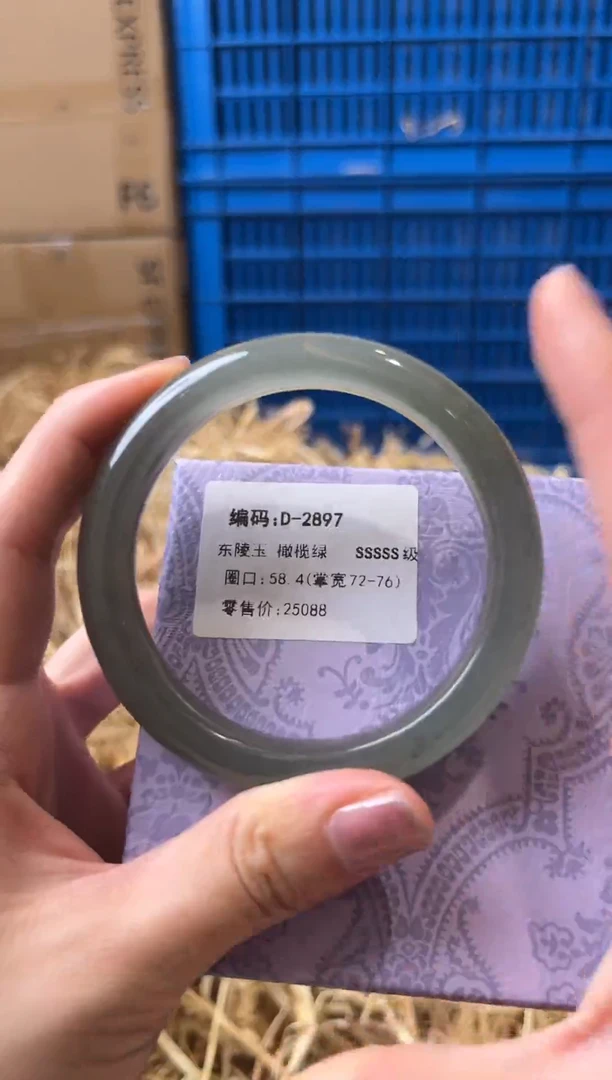 编码:D-2897
东陵玉 橄榄绿 SSSSS级
圈口:58.4(掌宽72-76)
零售价:25088